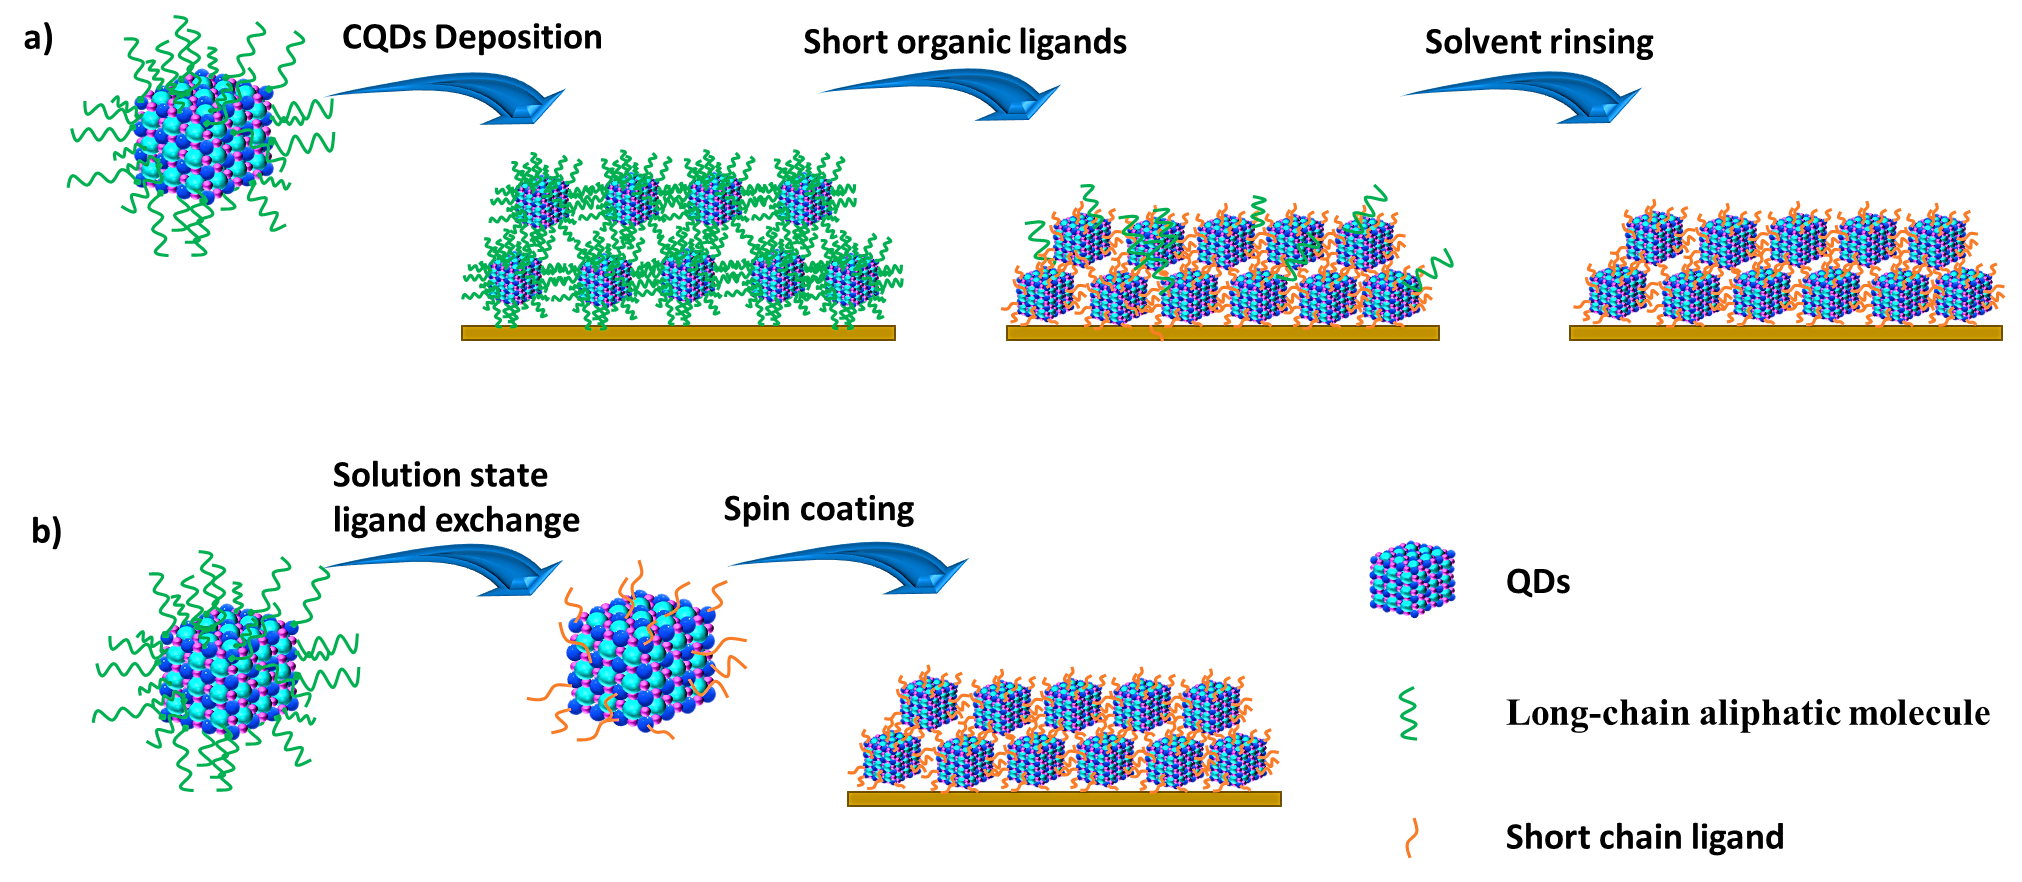 a)
CQDs Deposition
Short organic ligands
Solvent rinsing
b)
Solution state
ligand exchange
Spin coating
QDs
Long-chain aliphatic molecule
Short chain ligand